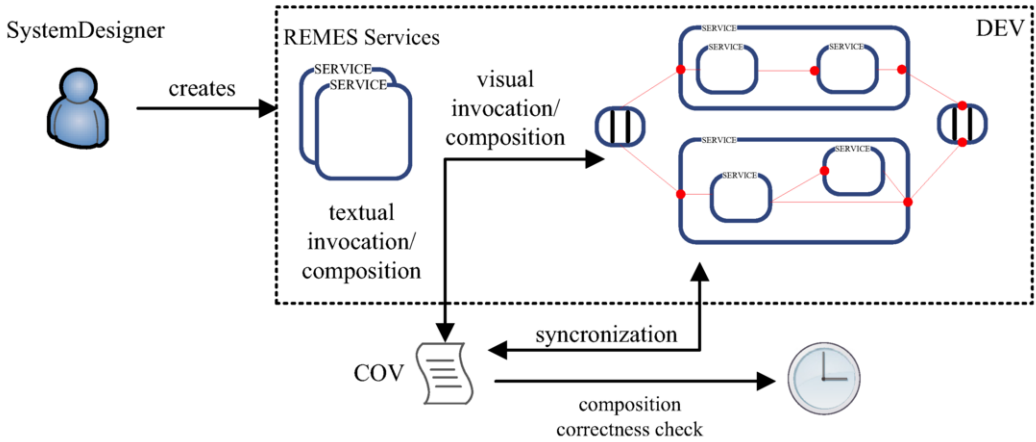 SystemDesigner
creates
REMES Services
SERVICE
SERVICE
visual
invocation/
composition
textual
invocation/
composition
DEV
SERVICE
SERVICE
SERVICE
SERVICE
SERVICE
SERVICE
syncronization
COV
composition
correctness check